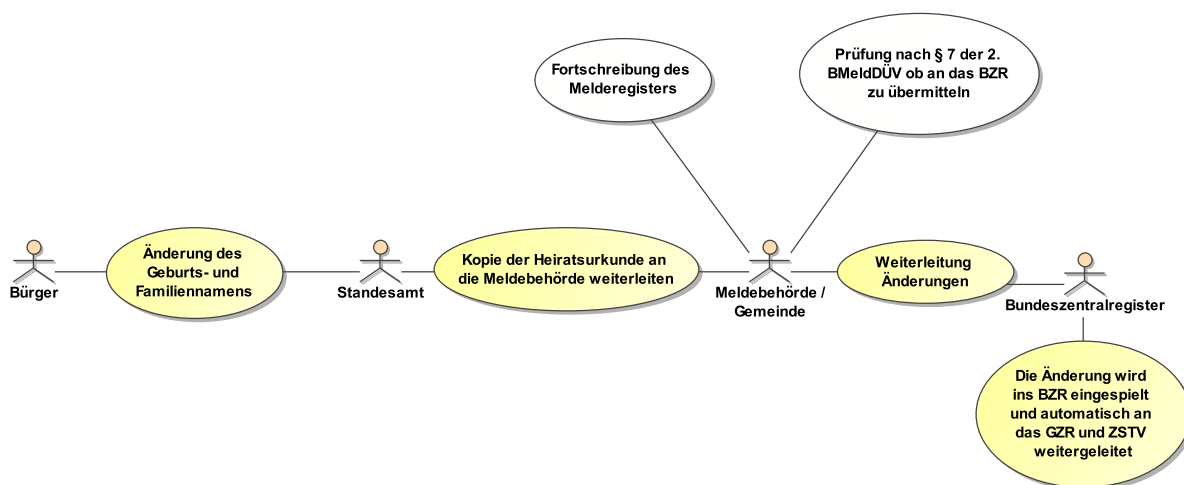 Fortschreibung des
Melderegisters
Prüfung nach § 7 der 2.
BMeldDÜV ob an das BZR
zu übermitteln
Bürger
Änderung des
Geburts- und
Familiennamens
Standesamt
Kopie der Heiratsurkunde an
die Meldebehörde weiterleiten
Meldebehörde /
Gemeinde
Weiterleitung
Änderungen
Bundeszentralregister
Die Änderung wird
ins BZR eingespielt
und automatisch an
das GZR und ZSTV
weitergeleitet